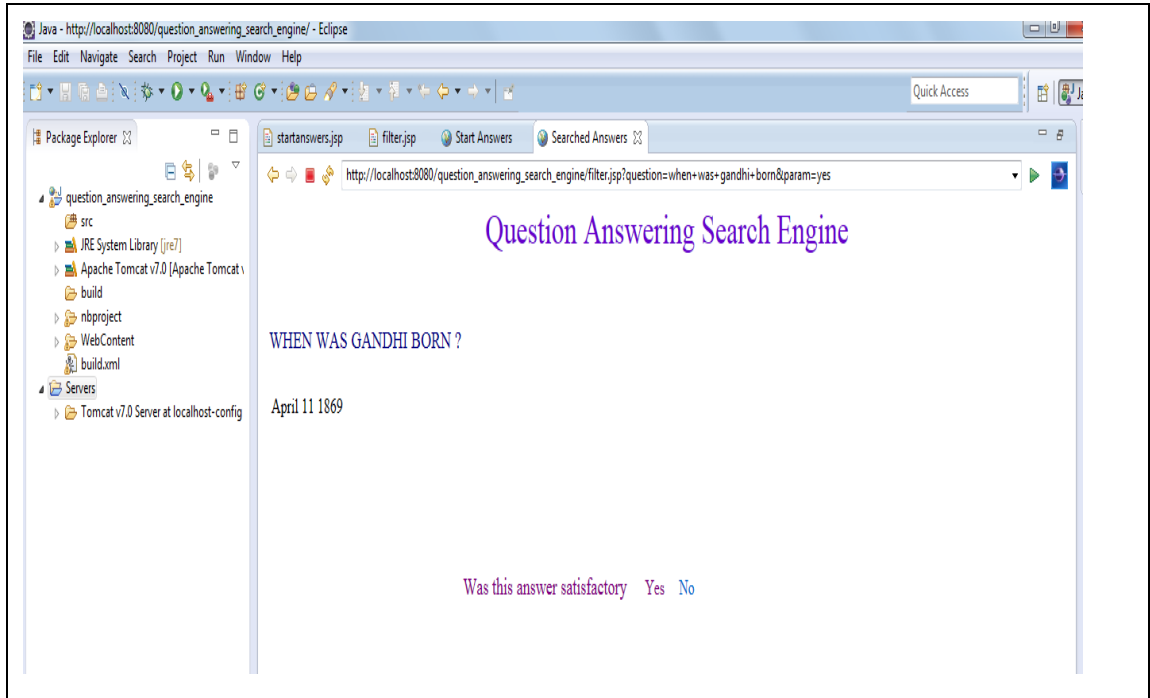 Java - http://localhost:8080/question_answering_search_engine/ - Eclipse
File Edit Navigate Search Project Run Window Help
Quick Access
Package Explorer
startanswers.jsp filter.jsp Start Answers Searched Answers
http://localhost:8080/question_answering_search_engine/filter.jsp?question=when+was+gandhi+born&param=yes
question_answering_search_engine
src
JRE System Library [jre7]
Apache Tomcat v7.0 [Apache Tomcat
build
nbproject
WebContent
build.xml
Servers
Tomcat v7.0 Server at localhost-config
Question Answering Search Engine
WHEN WAS GANDHI BORN ?
April 11 1869
Was this answer satisfactory Yes No